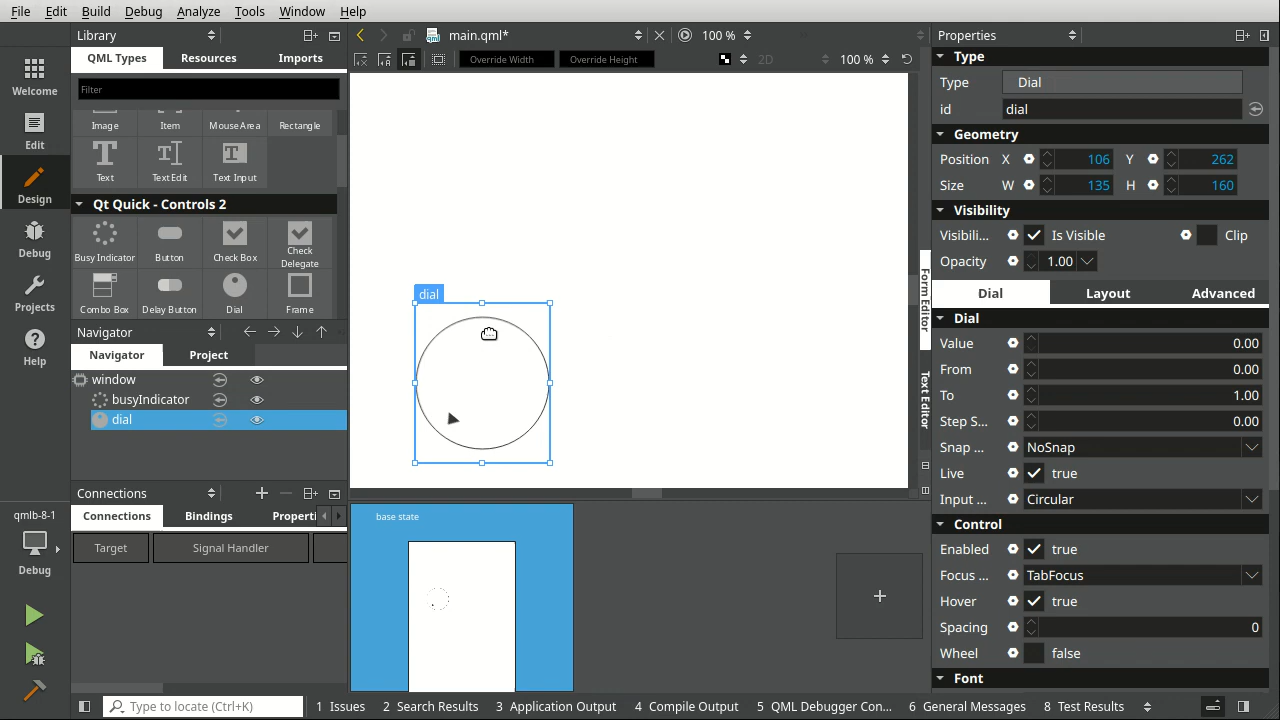 File Edit Build Debug Analyze Tools Window Help
Library
main.qml*
100 %
Properties
QML Types Resources Imports
Override Width
Override Height
2D
100 %
Filter
Welcome
Edit
Design
Debug
Projects
Help
Image Item MouseArea Rectangle
Text Text Edit Text Input
Qt Quick - Controls 2
Busy Indicator Button Check Box Check Delegate
Combo Box Delay Button Dial Frame
Navigator
Navigator Project
window
busyIndicator
dial
Connections
Connections Bindings Properti
Target Signal Handler
qmlb-8-1
Debug
dial
Form Editor
Text Editor
base state
+
Type
Type Dial
id dial
Geometry
Position X 106 Y 262
Size W 135 H 160
Visibility
Visibili... Is Visible Clip
Opacity 1.00
Dial Layout Advanced
Dial
Value 0.00
From 0.00
To 1.00
Step S... 0.00
Snap ... NoSnap
Live true
Input ... Circular
Control
Enabled true
Focus ... TabFocus
Hover true
Spacing 0
Wheel false
Font
Type to locate (Ctrl+K)
1 Issues 2 Search Results 3 Application Output 4 Compile Output 5 QML Debugger Con... 6 General Messages 8 Test Results